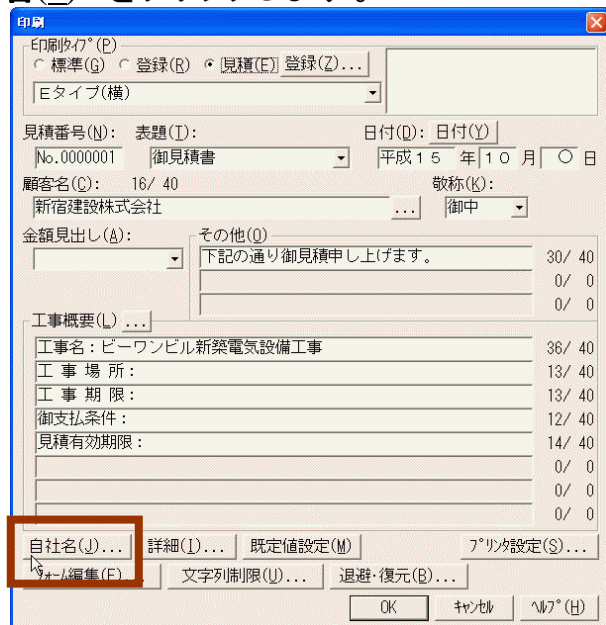 印刷
印刷ﾀｲﾌﾟ(P)
標準(G) 登録(R) 見積(E) 登録(Z)...
Eタイプ(横)
見積番号(N): 表題(T): 日付(D): 日付(Y)
No.0000001 御見積書 平成15 年 10 月 〇 日
顧客名(C): 16/ 40 敬称(K):
新宿建設株式会社 ... 御中
金額見出し(A): その他(O)
下記の通り御見積申し上げます。 30/ 40
0/ 0
0/ 0
工事概要(L) ...
工事名:ビーワンビル新築電気設備工事 36/ 40
工 事 場 所: 13/ 40
工 事 期 限: 13/ 40
御支払条件: 12/ 40
見積有効期限: 14/ 40
0/ 0
0/ 0
0/ 0
自社名(J)... 詳細(I)... 既定値設定(M) ﾌﾟﾘﾝﾀ設定(S)...
ﾌｫｰﾑ編集(F)... 文字列制限(U)... 退避･復元(B)...
OK ｷｬﾝｾﾙ ﾍﾙﾌﾟ(H)